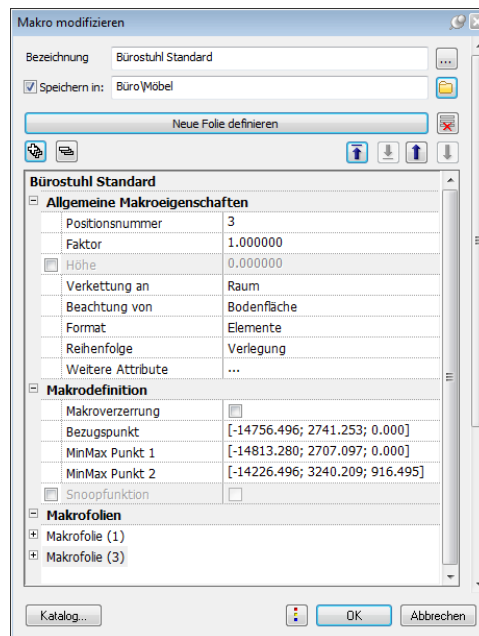 Makro modifizieren
Bezeichnung Bürostuhl Standard ...
Speichern in: Büro\Möbel
Neue Folie definieren
Bürostuhl Standard
Allgemeine Makroeigenschaften
Positionsnummer 3
Faktor 1.000000
Höhe 0.000000
Verkettung an Raum
Beachtung von Bodenfläche
Format Elemente
Reihenfolge Verlegung
Weitere Attribute ...
Makrodefinition
Makroverzerrung
Bezugspunkt [-14756.496; 2741.253; 0.000]
MinMax Punkt 1 [-14813.280; 2707.097; 0.000]
MinMax Punkt 2 [-14226.496; 3240.209; 916.495]
Snoopfunktion
Makrofolien
Makrofolie (1)
Makrofolie (3)
Katalog... OK Abbrechen